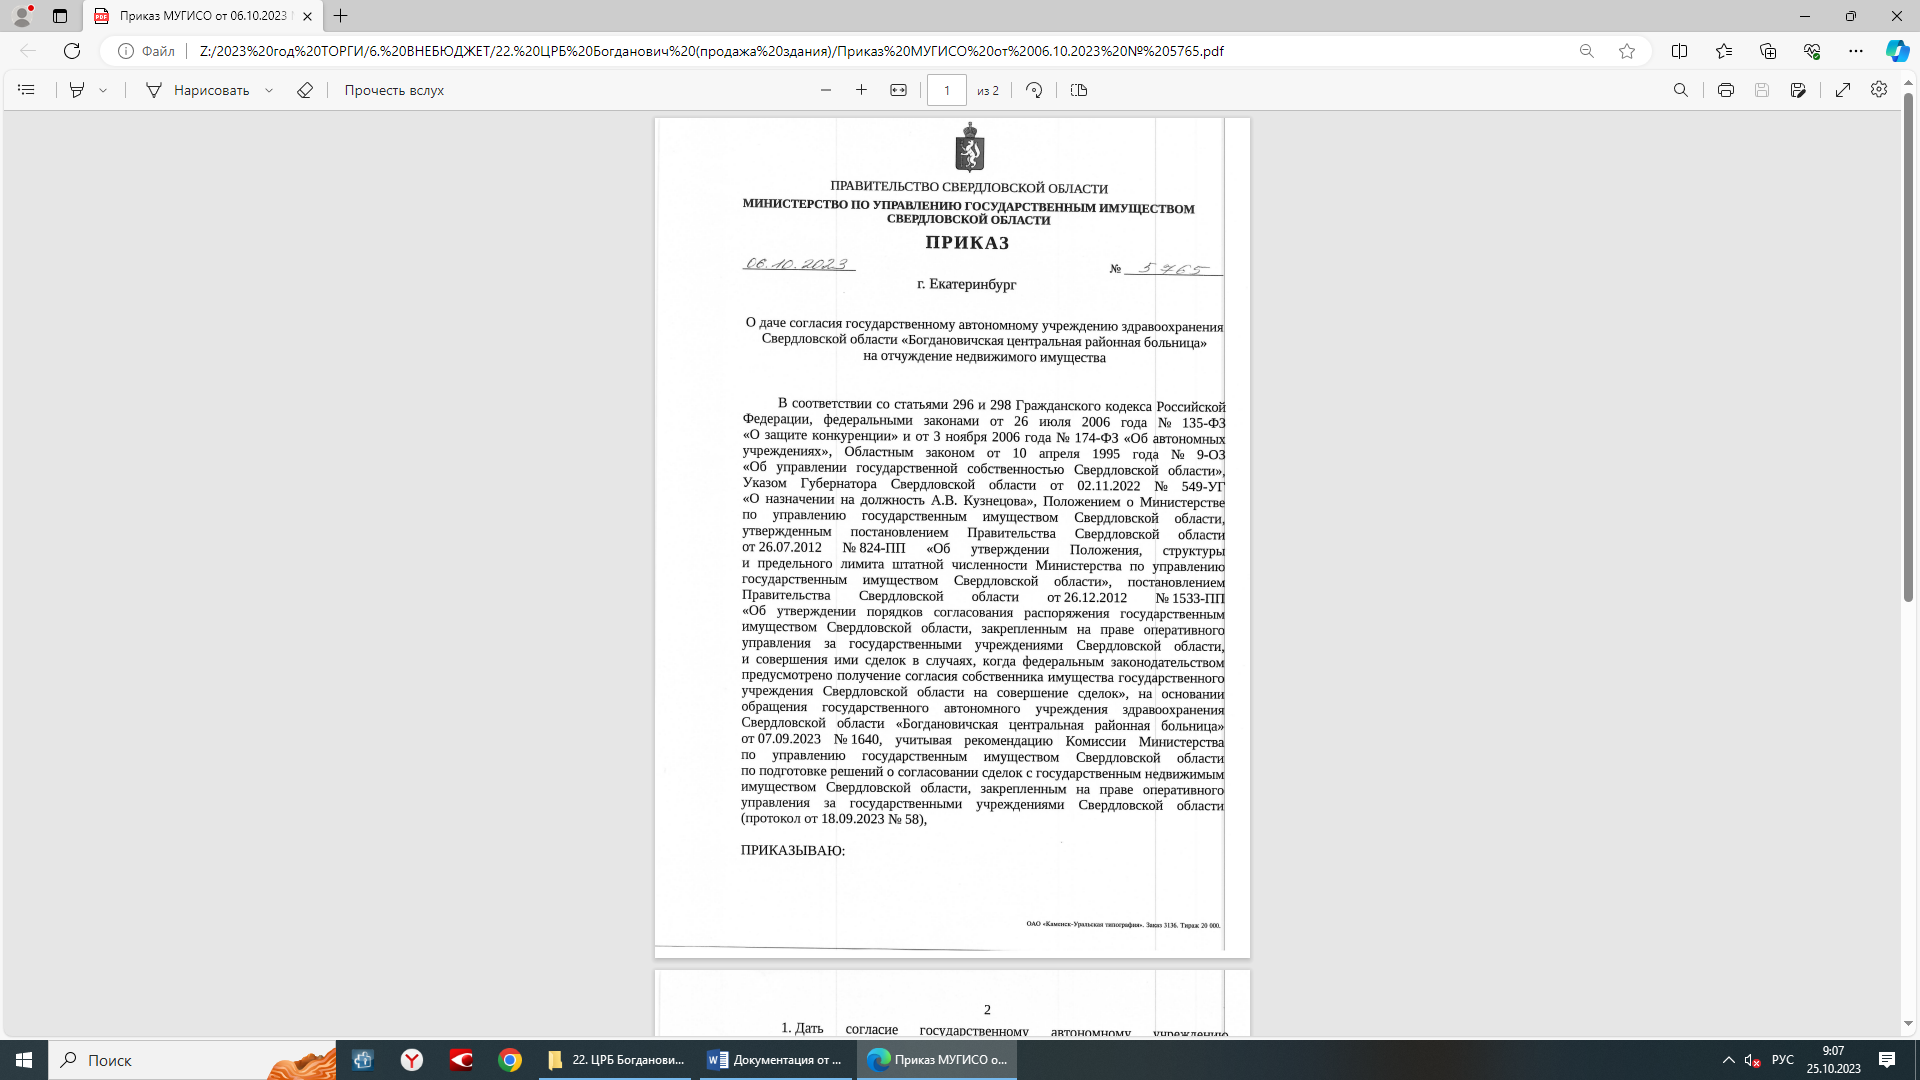 Приказ МУГИСО от 06.10.2023
Файл
Z:/2023%20год%20ТОРГИ/6.%20ВНЕБЮДЖЕТ/22.%20ЦРБ%20Богданович%20(продажа%20здания)/Приказ%20МУГИСО%20от%2006.10.2023%20№%205765.pdf
Нарисовать
Прочесть вслух
1 из 2
ПРАВИТЕЛЬСТВО СВЕРДЛОВСКОЙ ОБЛАСТИ
МИНИСТЕРСТВО ПО УПРАВЛЕНИЮ ГОСУДАРСТВЕННЫМ ИМУЩЕСТВОМ
СВЕРДЛОВСКОЙ ОБЛАСТИ
ПРИКАЗ
06.10.2023 № 5765
г. Екатеринбург
О даче согласия государственному автономному учреждению здравоохранения
Свердловской области «Богдановичская центральная районная больница»
на отчуждение недвижимого имущества
В соответствии со статьями 296 и 298 Гражданского кодекса Российской
Федерации, федеральными законами от 26 июля 2006 года № 135-ФЗ
«О защите конкуренции» и от 3 ноября 2006 года № 174-ФЗ «Об автономных
учреждениях», Областным законом от 10 апреля 1995 года № 9-ОЗ
«Об управлении государственной собственностью Свердловской области»,
Указом Губернатора Свердловской области от 02.11.2022 № 549-УГ
«О назначении на должность А.В. Кузнецова», Положением о Министерстве
по управлению государственным имуществом Свердловской области,
утвержденным постановлением Правительства Свердловской области
от 26.07.2012 № 824-ПП «Об утверждении Положения, структуры
и предельного лимита штатной численности Министерства по управлению
государственным имуществом Свердловской области», постановлением
Правительства Свердловской области от 26.12.2012 № 1533-ПП
«Об утверждении порядков согласования распоряжения государственным
имуществом Свердловской области, закрепленным на праве оперативного
управления за государственными учреждениями Свердловской области,
и совершения ими сделок в случаях, когда федеральным законодательством
предусмотрено получение согласия собственника имущества государственного
учреждения Свердловской области на совершение сделок», на основании
обращения государственного автономного учреждения здравоохранения
Свердловской области «Богдановичская центральная районная больница»
от 07.09.2023 № 1640, учитывая рекомендацию Комиссии Министерства
по управлению государственным имуществом Свердловской области
по подготовке решений о согласовании сделок с государственным недвижимым
имуществом Свердловской области, закрепленным на праве оперативного
управления за государственными учреждениями Свердловской области
(протокол от 18.09.2023 № 58),
ПРИКАЗЫВАЮ:
ОАО «Каменск-Уральская типография». Заказ 3136. Тираж 20 000.
2
1. Дать согласие государственному автономному учреждению
Поиск
22. ЦРБ Богданови...
Документация от ...
Приказ МУГИСО о...
РУС
9:07
25.10.2023